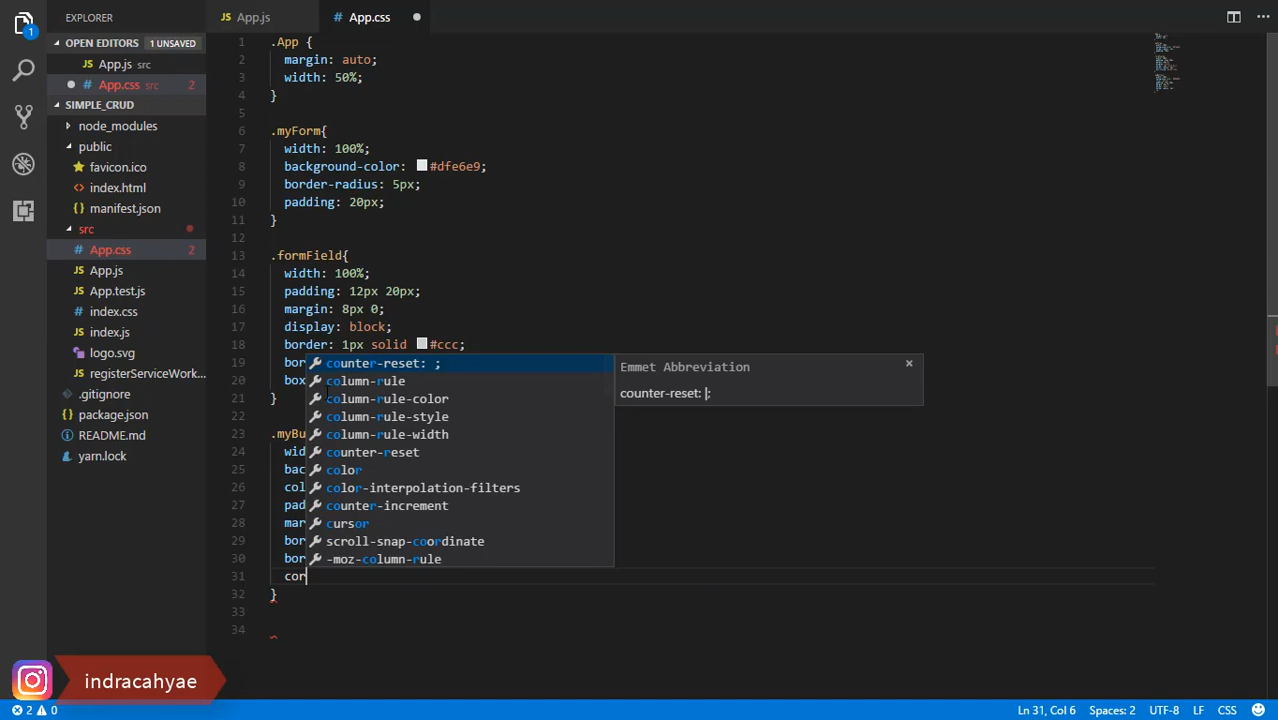 EXPLORER
JS App.js
# App.css
OPEN EDITORS 1 UNSAVED
JS App.js src
# App.css src 2
SIMPLE_CRUD
node_modules
public
favicon.ico
<> index.html
{} manifest.json
src
# App.css 2
JS App.js
JS App.test.js
# index.css
JS index.js
logo.svg
JS registerServiceWork...
.gitignore
package.json
README.md
yarn.lock
1 .App {
2 margin: auto;
3 width: 50%;
4 }
5
6 .myForm{
7 width: 100%;
8 background-color: #dfe6e9;
9 border-radius: 5px;
10 padding: 20px;
11 }
12
13 .formField{
14 width: 100%;
15 padding: 12px 20px;
16 margin: 8px 0;
17 display: block;
18 border: 1px solid #ccc;
19 bor
20 box
21 }
22
23 .myBu
24 wid
25 bac
26 col
27 pad
28 mar
29 bor
30 bor
31 cor
32 }
33
34
counter-reset: ;
column-rule
column-rule-color
column-rule-style
column-rule-width
counter-reset
color
color-interpolation-filters
counter-increment
cursor
scroll-snap-coordinate
-moz-column-rule
Emmet Abbreviation
counter-reset: |;
indracahyae
2 0
Ln 31, Col 6 Spaces: 2 UTF-8 LF CSS
1